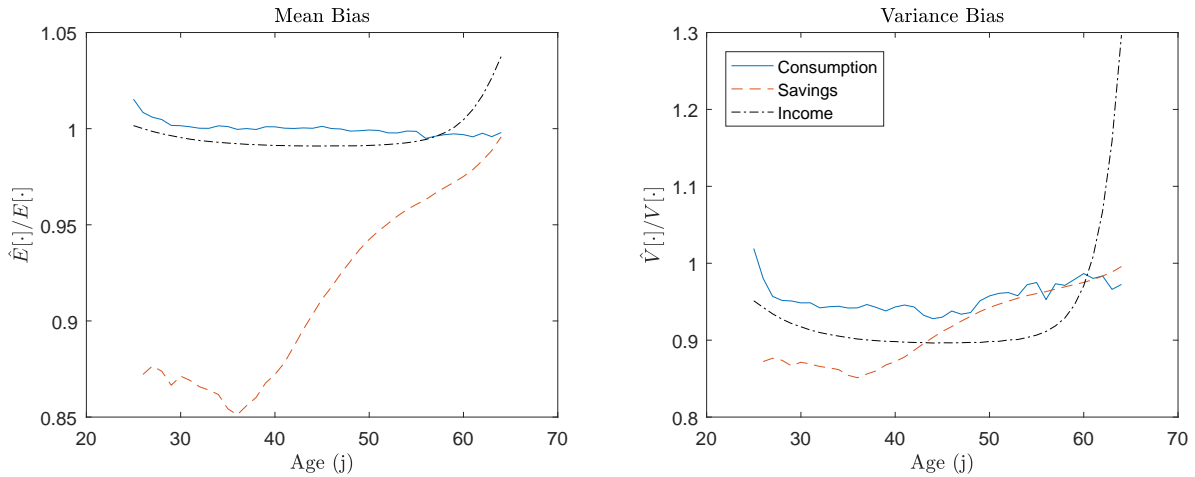 Mean Bias
1.05
1
0.95
0.9
0.85
20
30
40
50
60
70
Ê[·]/E[·]
Age (j)
Variance Bias
1.3
1.2
1.1
1
0.9
0.8
20
30
40
50
60
70
V̂[·]/V[·]
Age (j)
Consumption
Savings
Income